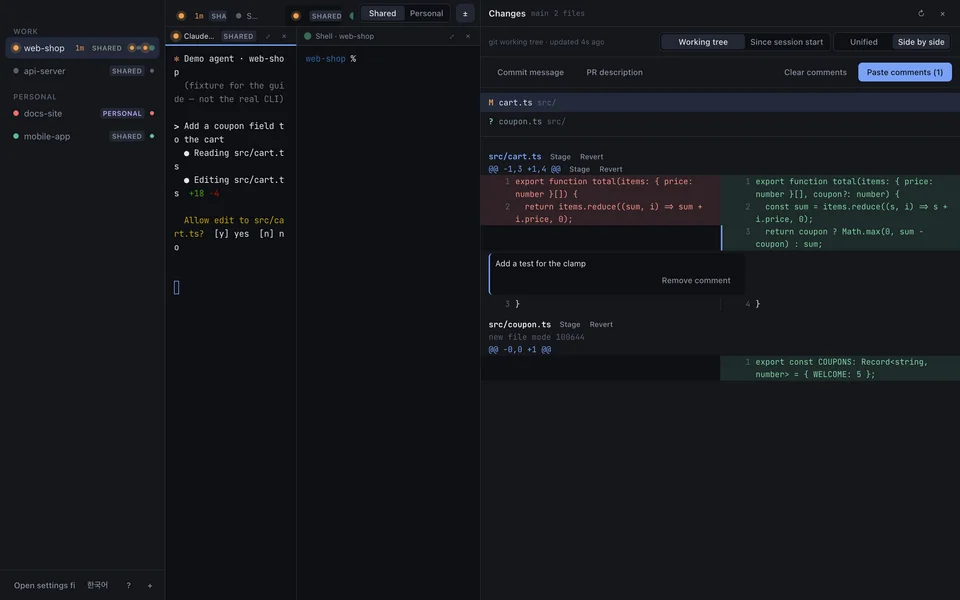 WORK
web-shop 1m SHARED
api-server SHARED
PERSONAL
docs-site PERSONAL
mobile-app SHARED
Open settings fi 한국어 ? +
1m SHA S… SHARED Shared Personal ±
Claude… SHARED
✻ Demo agent · web-sho
p
(fixture for the gui
de — not the real CLI)
> Add a coupon field t
o the cart
● Reading src/cart.t
s
● Editing src/cart.t
s +18 -4
Allow edit to src/ca
rt.ts? [y] yes [n] n
o
Shell · web-shop
web-shop %
Changes main 2 files
git working tree · updated 4s ago
Working tree Since session start Unified Side by side
Commit message PR description Clear comments Paste comments (1)
M cart.ts src/
? coupon.ts src/
src/cart.ts Stage Revert
@@ -1,3 +1,4 @@ Stage Revert
1 export function total(items: { price:
number }[]) {
2 return items.reduce((sum, i) => sum +
i.price, 0);
1 export function total(items: { price:
number }[], coupon?: number) {
2 const sum = items.reduce((s, i) => s +
i.price, 0);
3 return coupon ? Math.max(0, sum -
coupon) : sum;
Add a test for the clamp
Remove comment
3 }
4 }
src/coupon.ts Stage Revert
new file mode 100644
@@ -0,0 +1 @@
1 export const COUPONS: Record<string,
number> = { WELCOME: 5 };